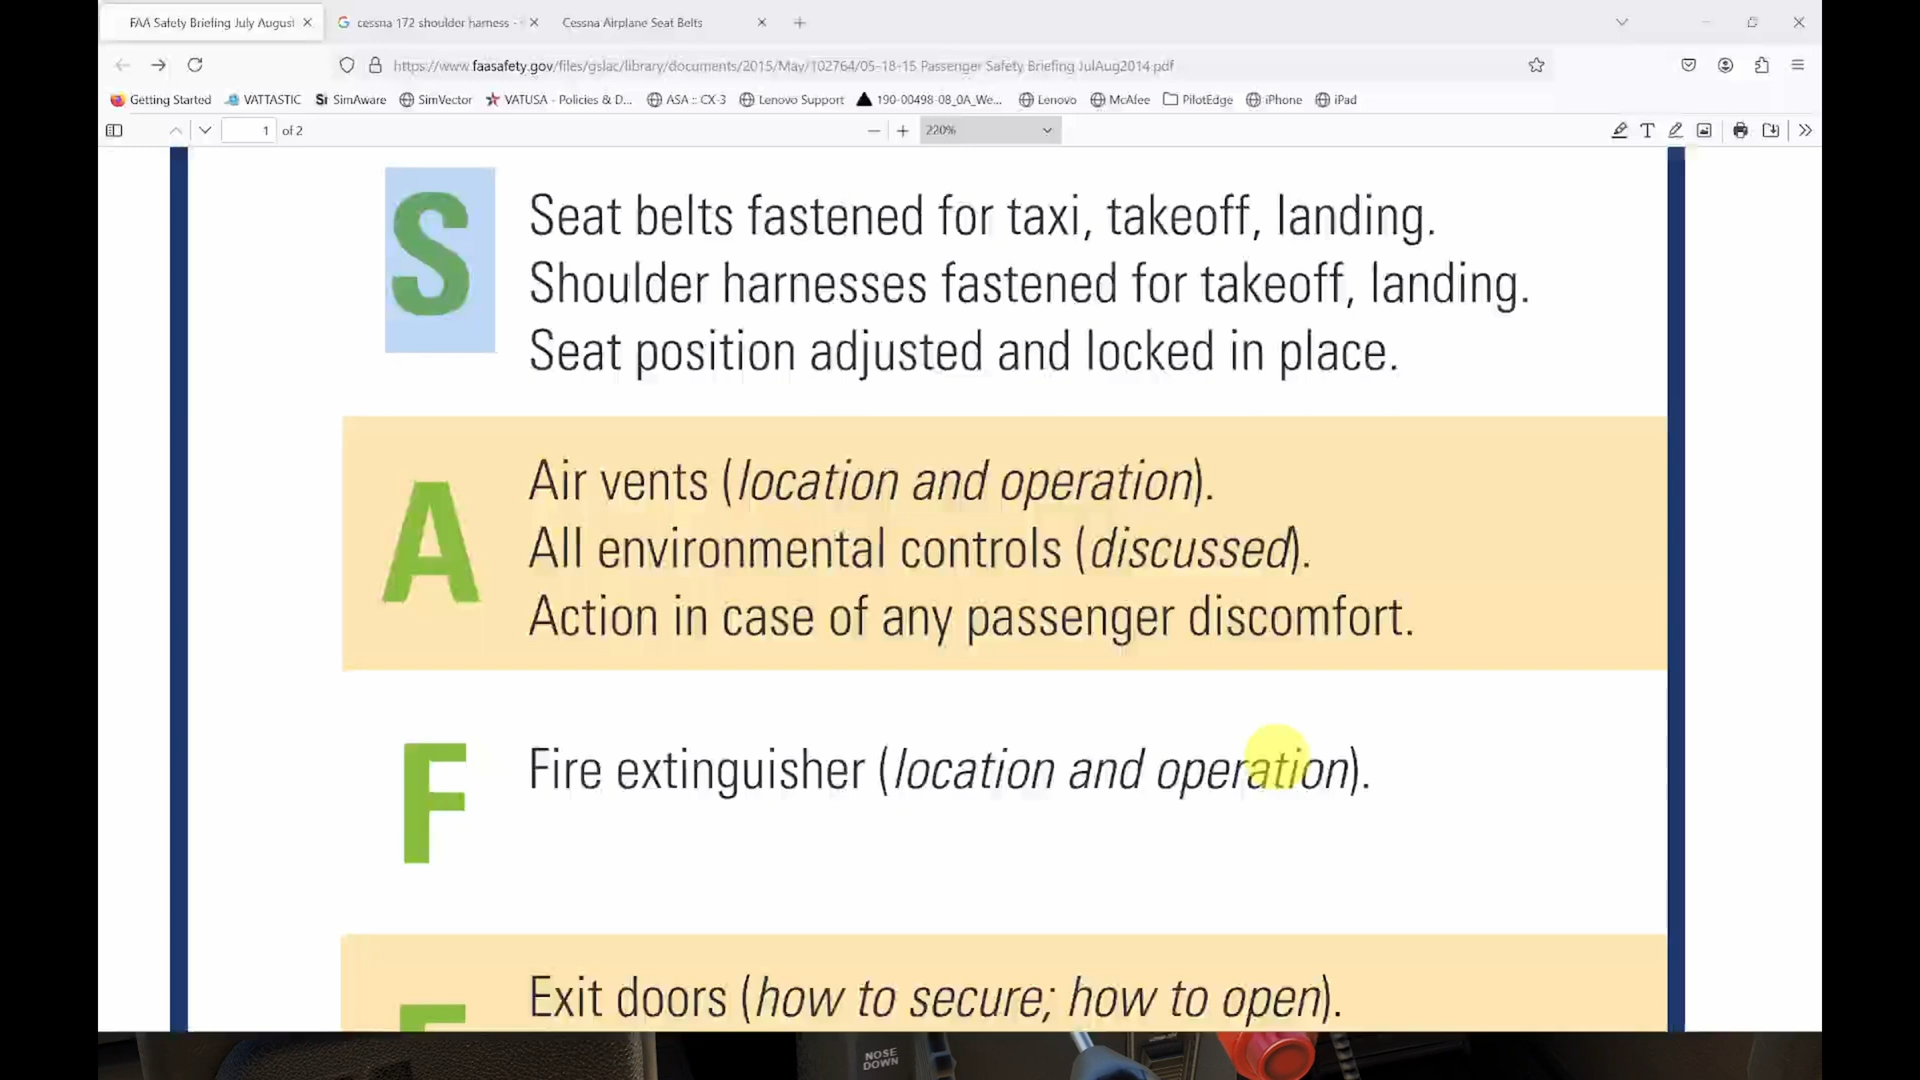 FAA Safety Briefing July August
cessna 172 shoulder harness -
Cessna Airplane Seat Belts
https://www.faasafety.gov/files/gslac/library/documents/2015/May/102764/05-18-15 Passenger Safety Briefing JulAug2014.pdf
Getting Started VATTASTIC SimAware SimVector VATUSA - Policies & D... ASA :: CX-3 Lenovo Support 190-00498-08_0A_We... Lenovo McAfee PilotEdge iPhone iPad
1 of 2
220%
S
Seat belts fastened for taxi, takeoff, landing.
Shoulder harnesses fastened for takeoff, landing.
Seat position adjusted and locked in place.
A
Air vents (location and operation).
All environmental controls (discussed).
Action in case of any passenger discomfort.
F
Fire extinguisher (location and operation).
Exit doors (how to secure; how to open).
NOSE
DOWN